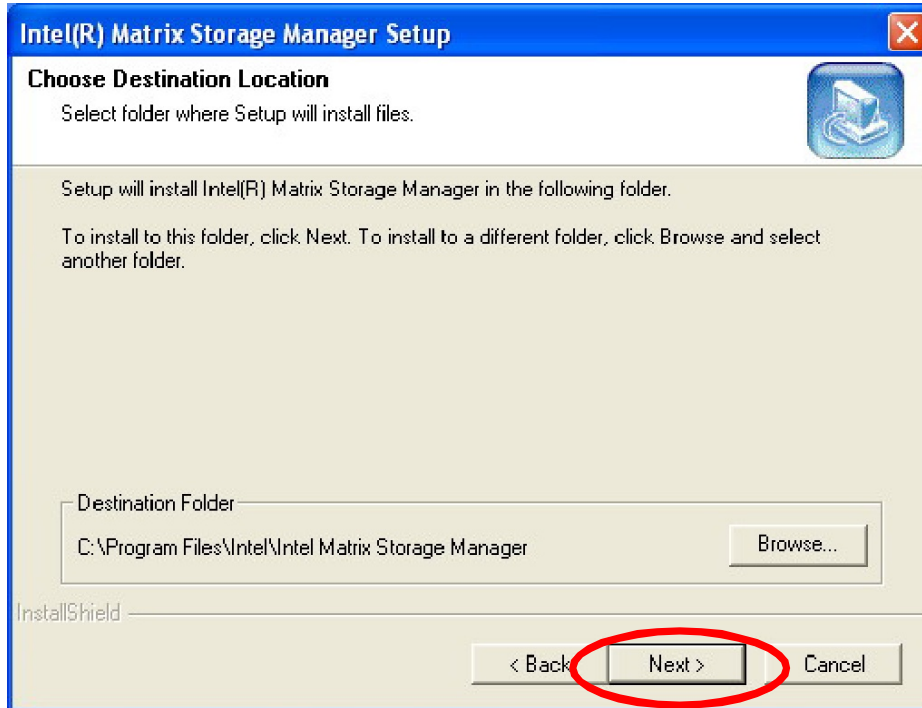 Intel(R) Matrix Storage Manager Setup
Choose Destination Location
Select folder where Setup will install files.
Setup will install Intel(R) Matrix Storage Manager in the following folder.
To install to this folder, click Next. To install to a different folder, click Browse and select
another folder.
Destination Folder
C:\Program Files\Intel\Intel Matrix Storage Manager
Browse...
InstallShield
< Back
Next >
Cancel